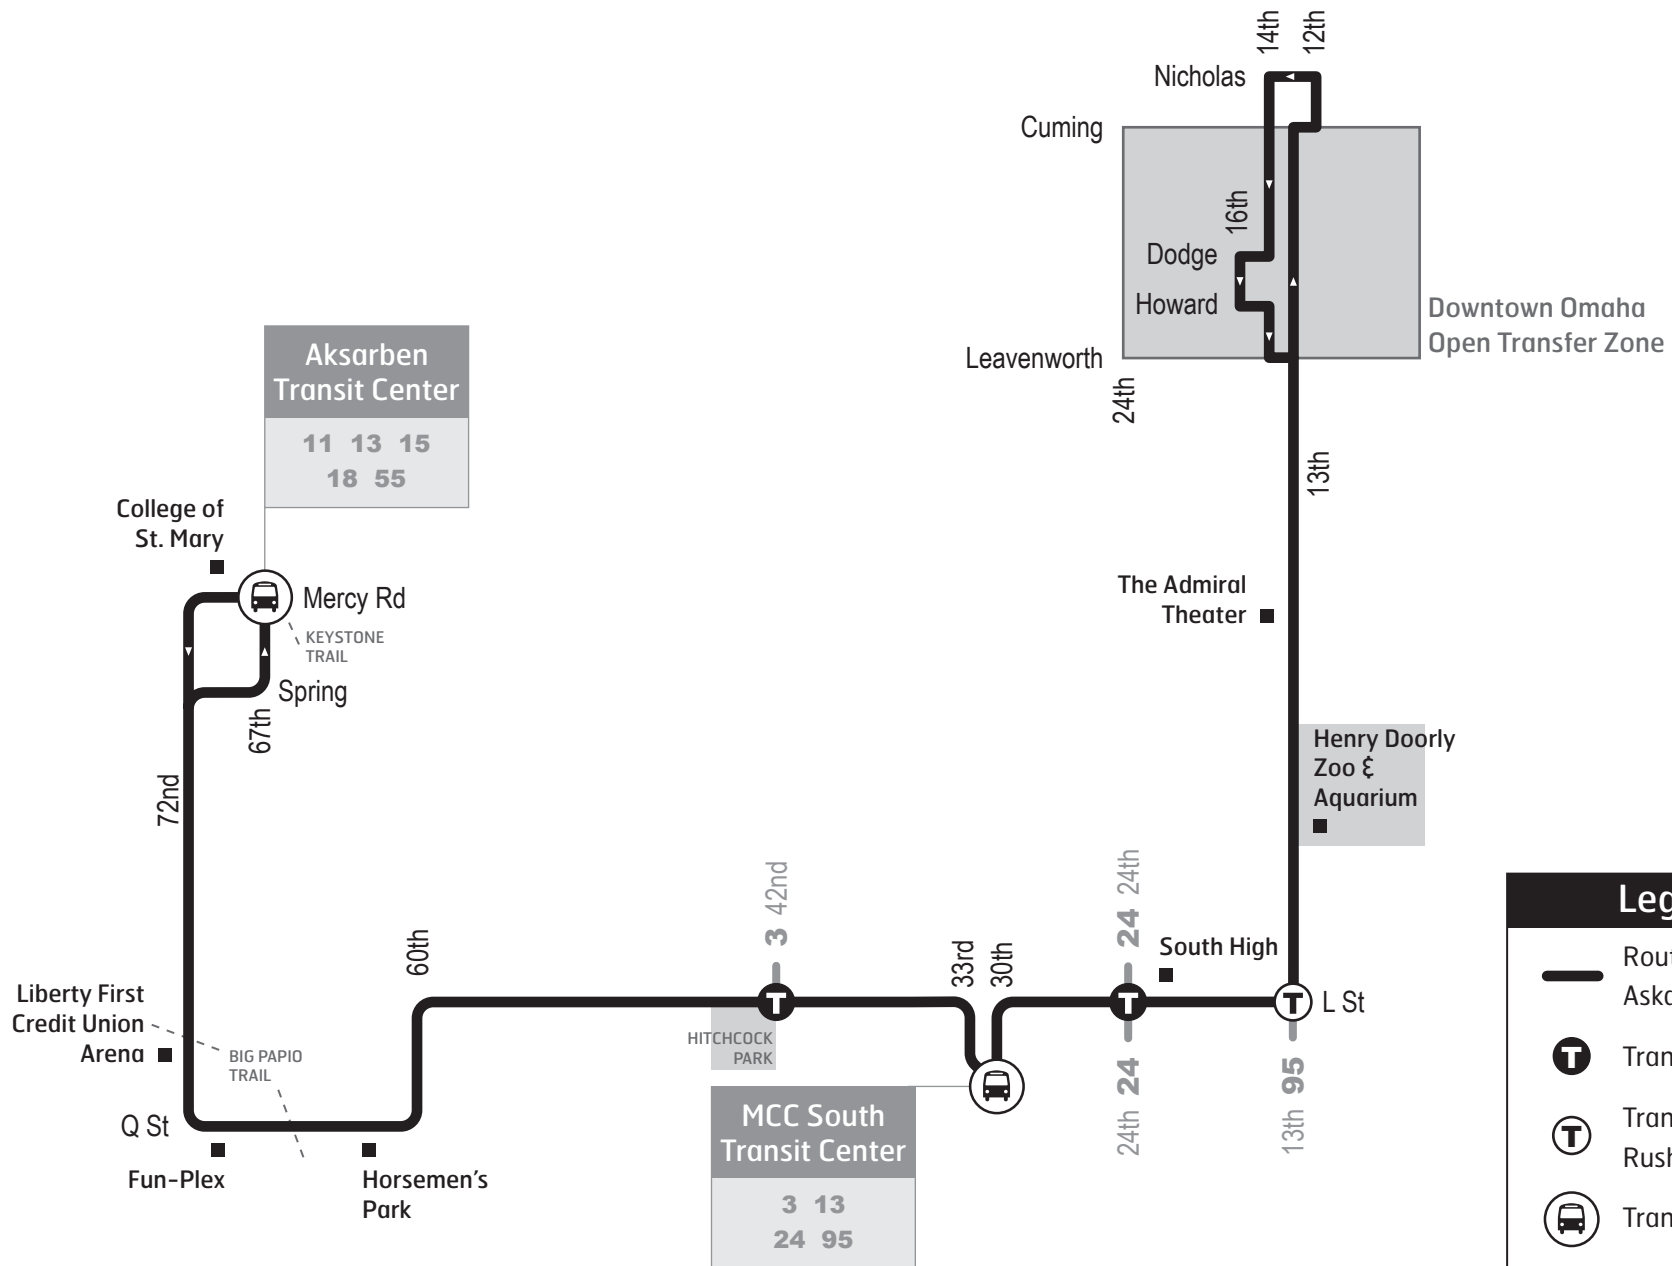 14th
12th
Nicholas
Cuming
16th
Dodge
Howard
Leavenworth
24th
Downtown Omaha
Open Transfer Zone
13th
Aksarben
Transit Center
11 13 15
18 55
College of
St. Mary
Mercy Rd
KEYSTONE
TRAIL
Spring
67th
72nd
The Admiral
Theater
Henry Doorly
Zoo &
Aquarium
3 42nd
24 24th
South High
60th
33rd
30th
L St
Liberty First
Credit Union
Arena
BIG PAPIO
TRAIL
HITCHCOCK
PARK
Q St
Fun-Plex
Horsemen's
Park
MCC South
Transit Center
3 13
24 95
24th 24
13th 95
Leg
T
T
T
T
T
Rout
Aska
Tran
Tran
Rush
Tran